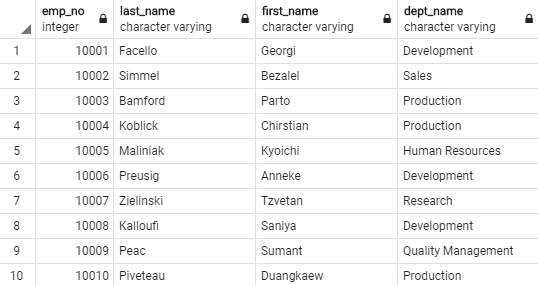 emp_no last_name first_name dept_name
integer character varying character varying character varying
1 10001 Facello Georgi Development
2 10002 Simmel Bezalel Sales
3 10003 Bamford Parto Production
4 10004 Koblick Chirstian Production
5 10005 Maliniak Kyoichi Human Resources
6 10006 Preusig Anneke Development
7 10007 Zielinski Tzvetan Research
8 10008 Kalloufi Saniya Development
9 10009 Peac Sumant Quality Management
10 10010 Piveteau Duangkaew Production